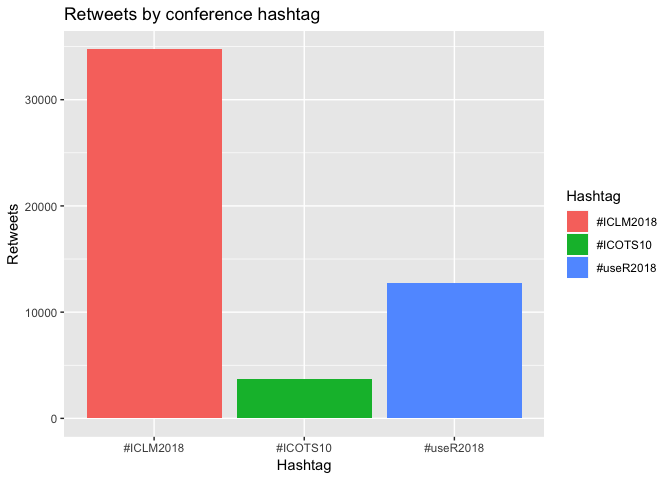 Retweets by conference hashtag
Retweets
30000
20000
10000
0
#ICLM2018
#ICOTS10
#useR2018
Hashtag
Hashtag
#ICLM2018
#ICOTS10
#useR2018